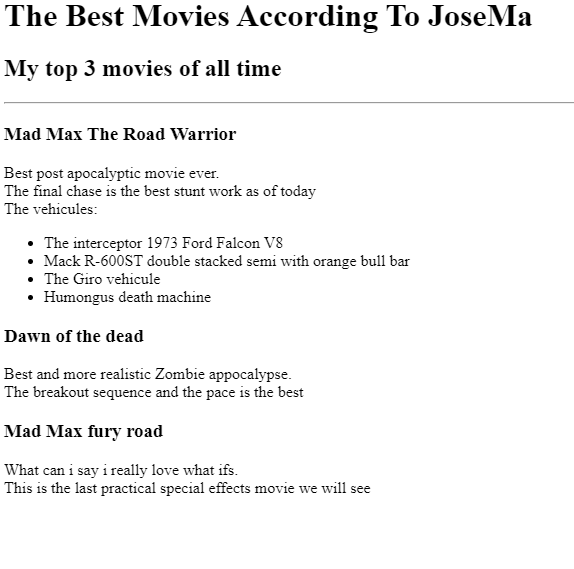 The Best Movies According To JoseMa
My top 3 movies of all time
Mad Max The Road Warrior
Best post apocalyptic movie ever.
The final chase is the best stunt work as of today
The vehicules:
• The interceptor 1973 Ford Falcon V8
• Mack R-600ST double stacked semi with orange bull bar
• The Giro vehicule
• Humongus death machine
Dawn of the dead
Best and more realistic Zombie appocalypse.
The breakout sequence and the pace is the best
Mad Max fury road
What can i say i really love what ifs.
This is the last practical special effects movie we will see